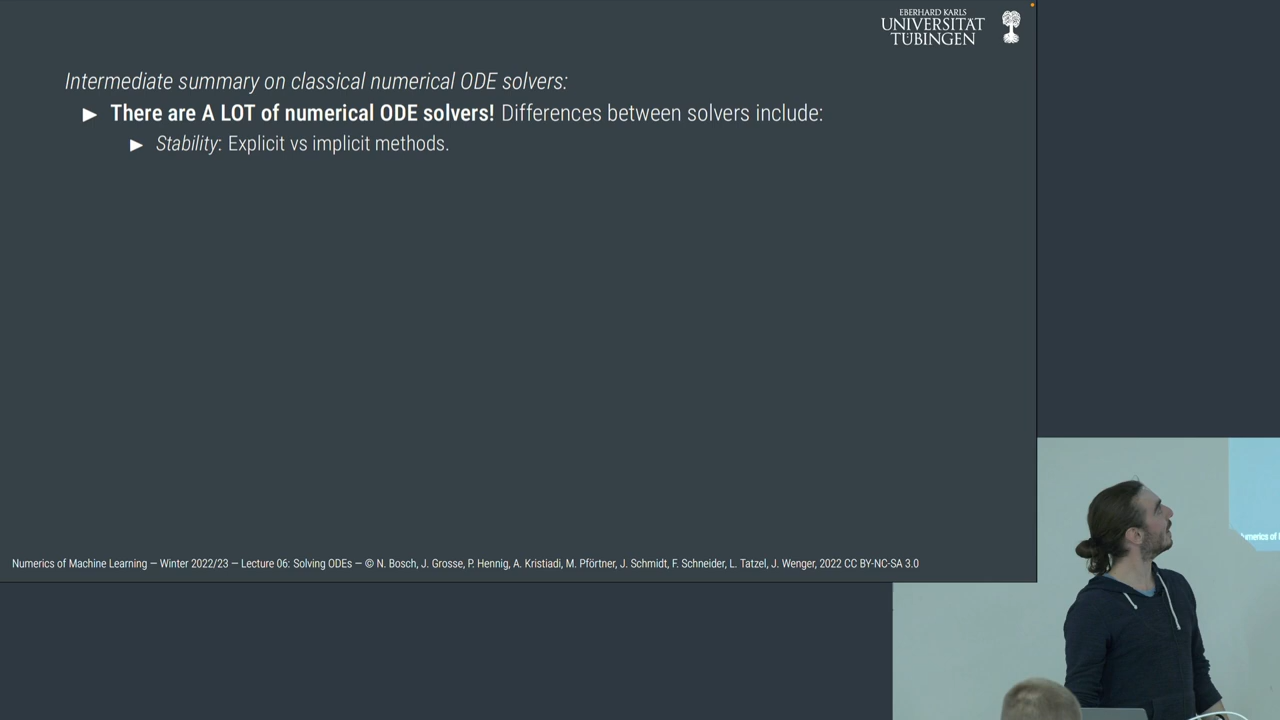 EBERHARD KARLS
UNIVERSITÄT
TÜBINGEN
Intermediate summary on classical numerical ODE solvers:
▶ There are A LOT of numerical ODE solvers! Differences between solvers include:
▶ Stability: Explicit vs implicit methods.
Numerics of Machine Learning — Winter 2022/23 — Lecture 06: Solving ODEs — © N. Bosch, J. Grosse, P. Hennig, A. Kristiadi, M. Pförtner, J. Schmidt, F. Schneider, L. Tatzel, J. Wenger, 2022 CC BY-NC-SA 3.0